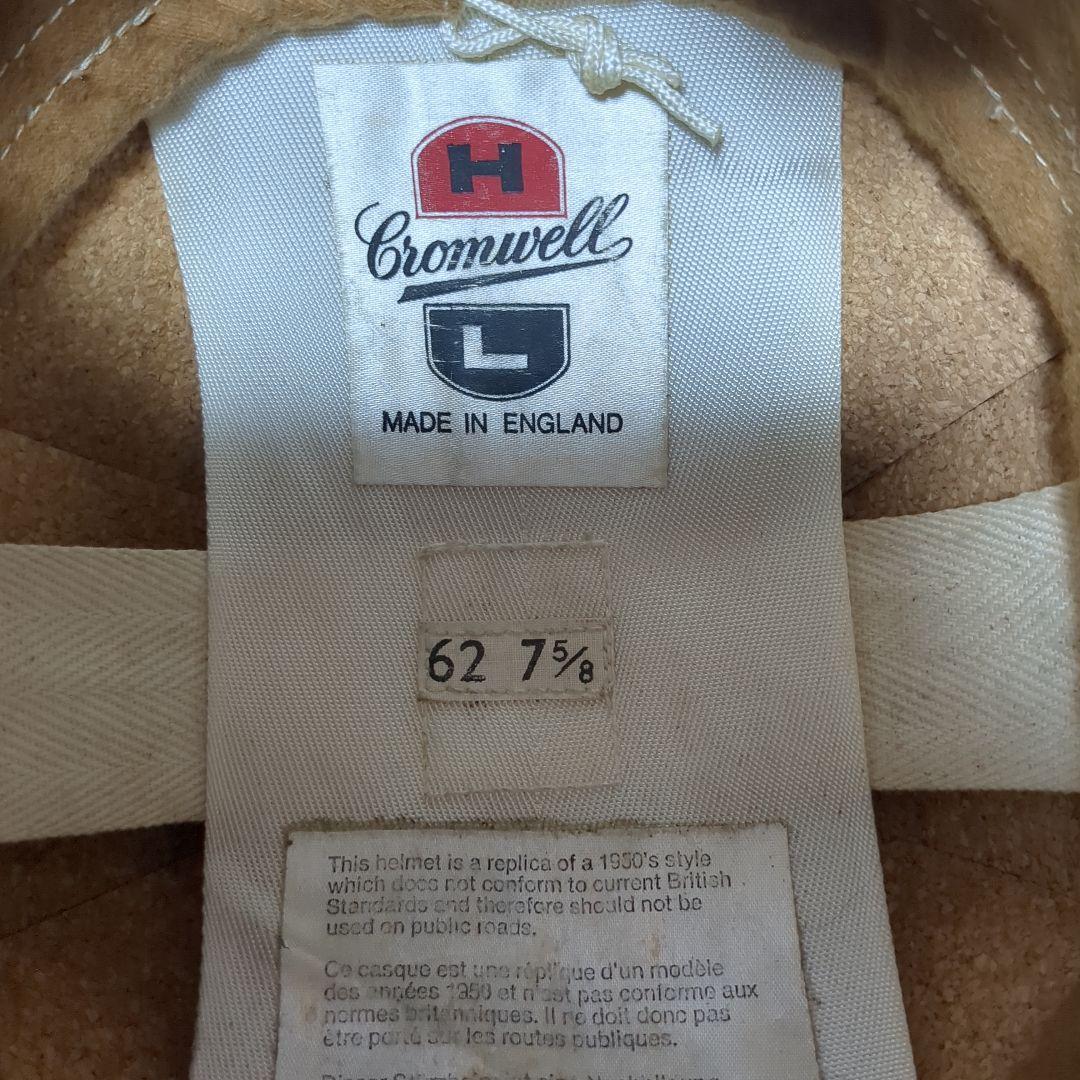 H
Cromwell
L
MADE IN ENGLAND
62 7 5/8
This helmet is a replica of a 1950's style
which does not conform to current British
Standards and therefore should not be
used on public roads.
Ce casque est une réplique d'un modèle
des années 1950 et n'est pas conforme aux
normes britanniques. Il ne doit donc pas
être porté sur les routes publiques.